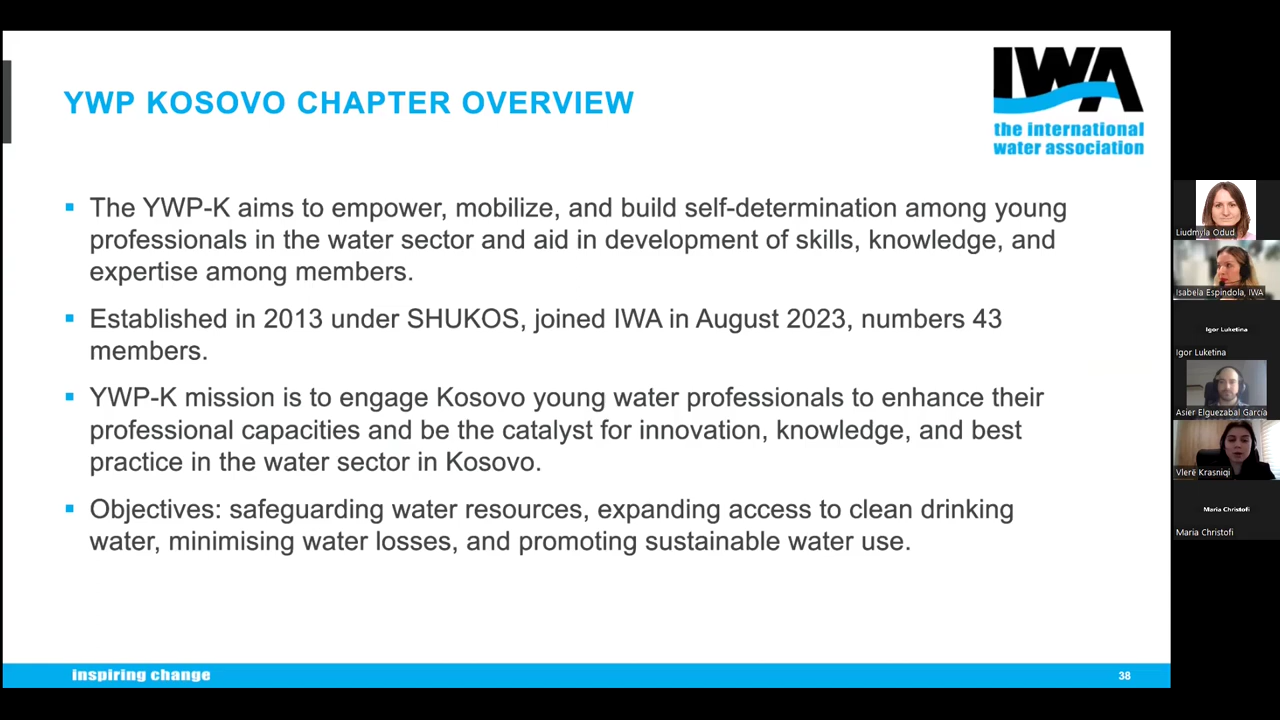 YWP KOSOVO CHAPTER OVERVIEW
IWA
the international
water association
▪ The YWP-K aims to empower, mobilize, and build self-determination among young
professionals in the water sector and aid in development of skills, knowledge, and
expertise among members.
▪ Established in 2013 under SHUKOS, joined IWA in August 2023, numbers 43
members.
▪ YWP-K mission is to engage Kosovo young water professionals to enhance their
professional capacities and be the catalyst for innovation, knowledge, and best
practice in the water sector in Kosovo.
▪ Objectives: safeguarding water resources, expanding access to clean drinking
water, minimising water losses, and promoting sustainable water use.
inspiring change
38
Liudmyla Odud
Isabela Espindola, IWA
Igor Luketina
Igor Luketina
Asier Elguezabal García
Vlerë Krasniqi
Maria Christofi
Maria Christofi